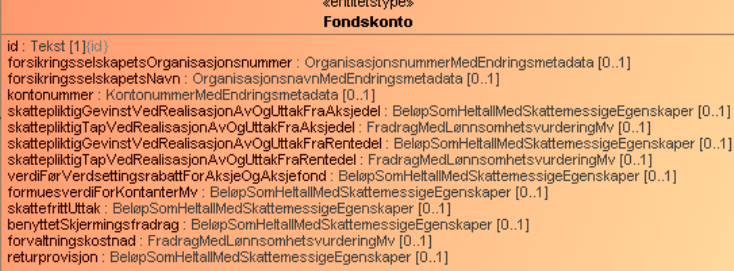 «entitetstype»
Fondskonto
id : Tekst [1]{id}
forsikringsselskapetsOrganisasjonsnummer : OrganisasjonsnummerMedEndringsmetadata [0..1]
forsikringsselskapetsNavn : OrganisasjonsnavnMedEndringsmetadata [0..1]
kontonummer : KontonummerMedEndringsmetadata [0..1]
skattepliktigGevinstVedRealisasjonAvOgUttakFraAksjedel : BeløpSomHeltallMedSkattemessigeEgenskaper [0..1]
skattepliktigTapVedRealisasjonAvOgUttakFraAksjedel : FradragMedLønnsomhetsvurderingMv [0..1]
skattepliktigGevinstVedRealisasjonAvOgUttakFraRentedel : BeløpSomHeltallMedSkattemessigeEgenskaper [0..1]
skattepliktigTapVedRealisasjonAvOgUttakFraRentedel : FradragMedLønnsomhetsvurderingMv [0..1]
verdiFørVerdsettingsrabattForAksjeOgAksjefond : BeløpSomHeltallMedSkattemessigeEgenskaper [0..1]
formuesverdiForKontanterMv : BeløpSomHeltallMedSkattemessigeEgenskaper [0..1]
skattefrittUttak : BeløpSomHeltallMedSkattemessigeEgenskaper [0..1]
benyttetSkjermingsfradrag : BeløpSomHeltallMedSkattemessigeEgenskaper [0..1]
forvaltningskostnad : FradragMedLønnsomhetsvurderingMv [0..1]
returprovisjon : BeløpSomHeltallMedSkattemessigeEgenskaper [0..1]